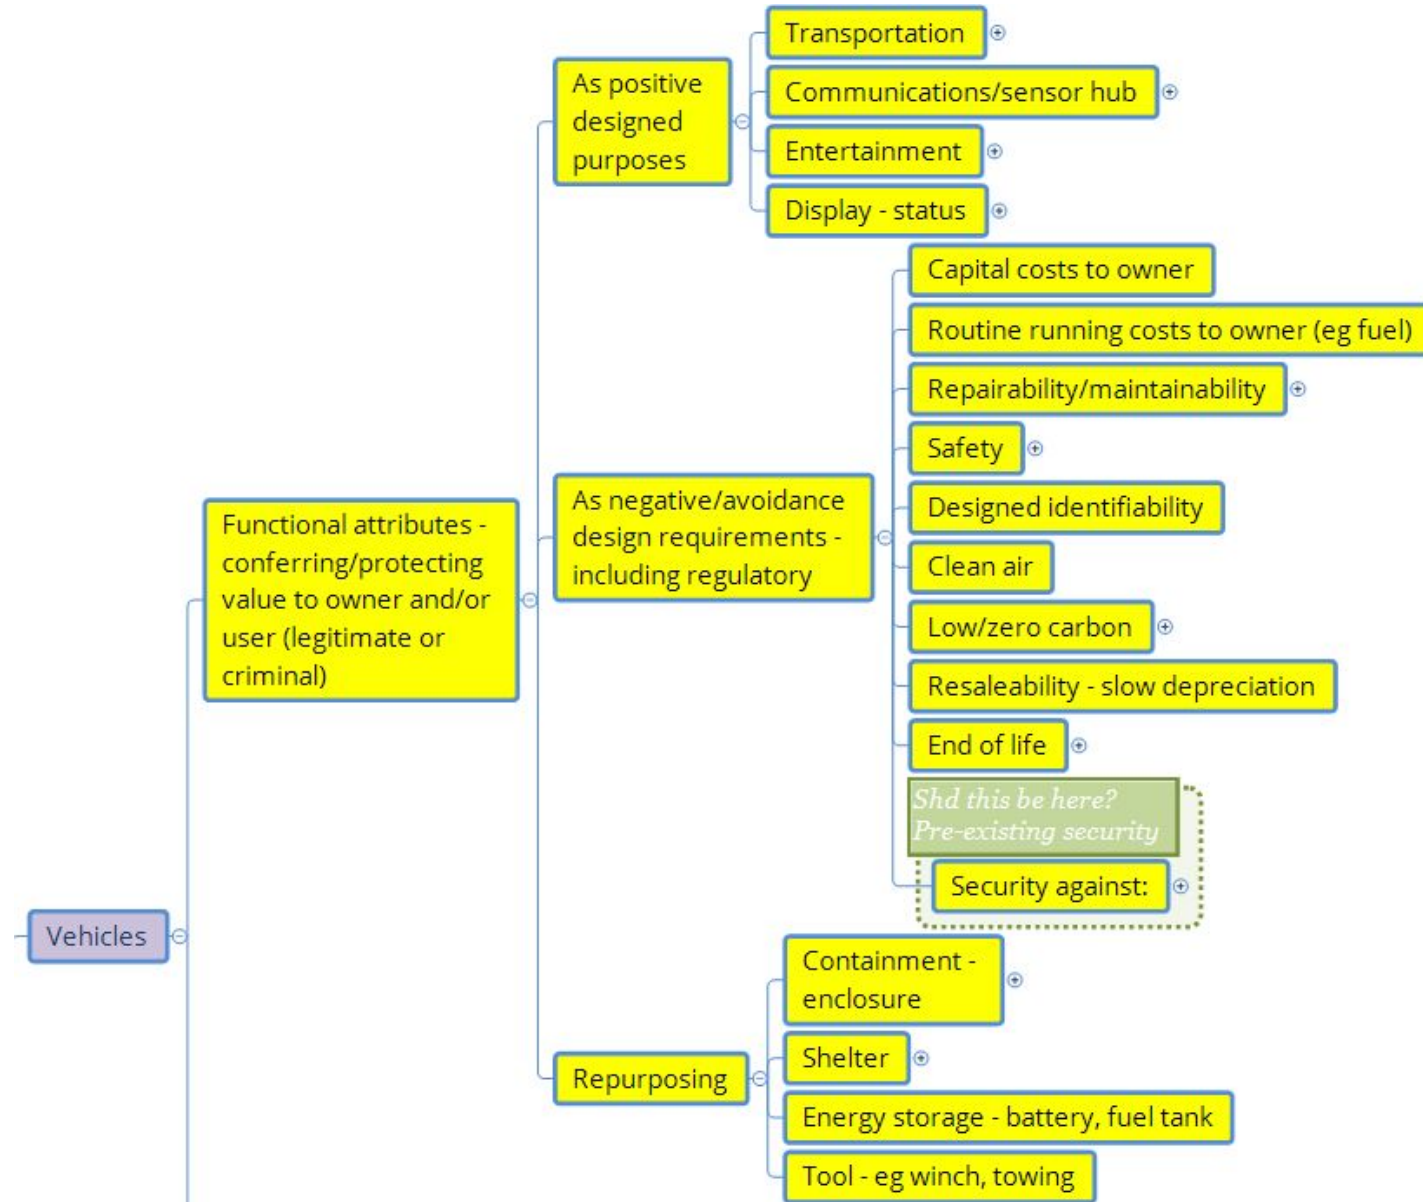 Transportation
Communications/sensor hub
Entertainment
Display - status
As positive
designed
purposes
Capital costs to owner
Routine running costs to owner (eg fuel)
Repairability/maintainability
Safety
Designed identifiability
Clean air
Low/zero carbon
Resaleability - slow depreciation
End of life
Shd this be here?
Pre-existing security
Security against:
As negative/avoidance
design requirements -
including regulatory
Functional attributes -
conferring/protecting
value to owner and/or
user (legitimate or
criminal)
Vehicles
Containment -
enclosure
Shelter
Repurposing
Energy storage - battery, fuel tank
Tool - eg winch, towing